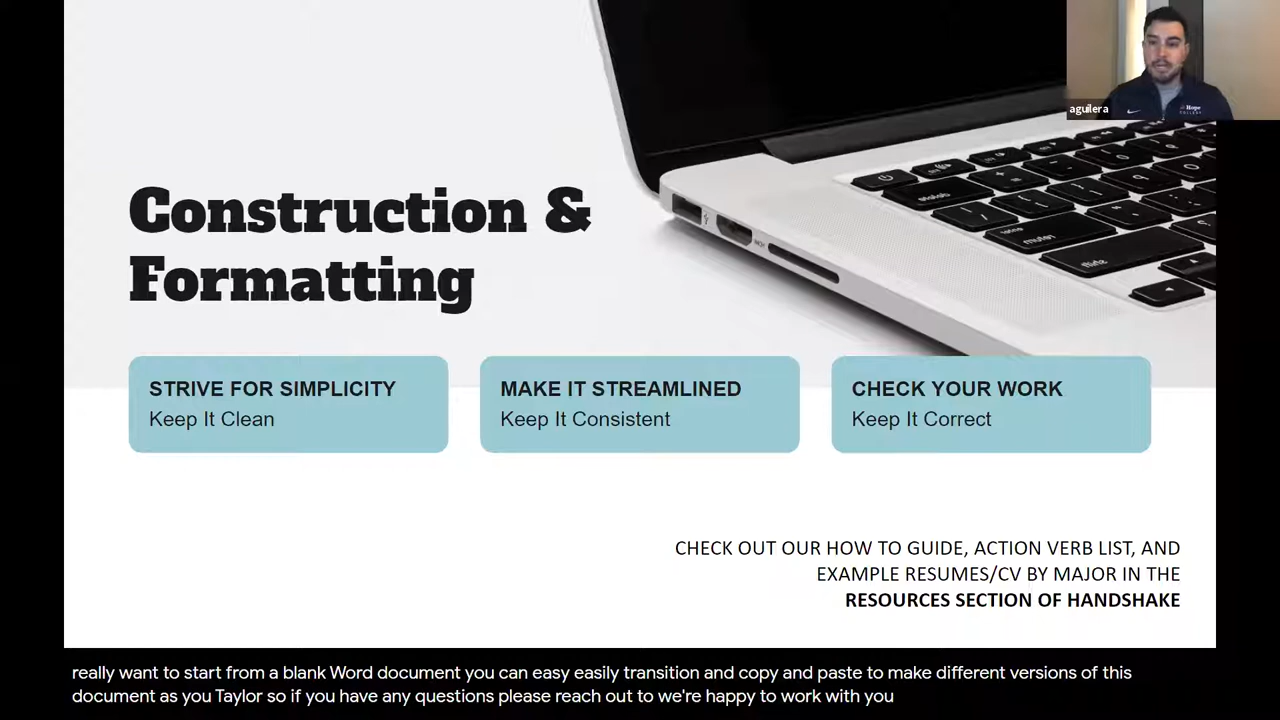 aguilera
Hope
COLLEGE
Construction &
Formatting
STRIVE FOR SIMPLICITY
Keep It Clean
MAKE IT STREAMLINED
Keep It Consistent
CHECK YOUR WORK
Keep It Correct
CHECK OUT OUR HOW TO GUIDE, ACTION VERB LIST, AND
EXAMPLE RESUMES/CV BY MAJOR IN THE
RESOURCES SECTION OF HANDSHAKE
really want to start from a blank Word document you can easy easily transition and copy and paste to make different versions of this
document as you Taylor so if you have any questions please reach out to we're happy to work with you